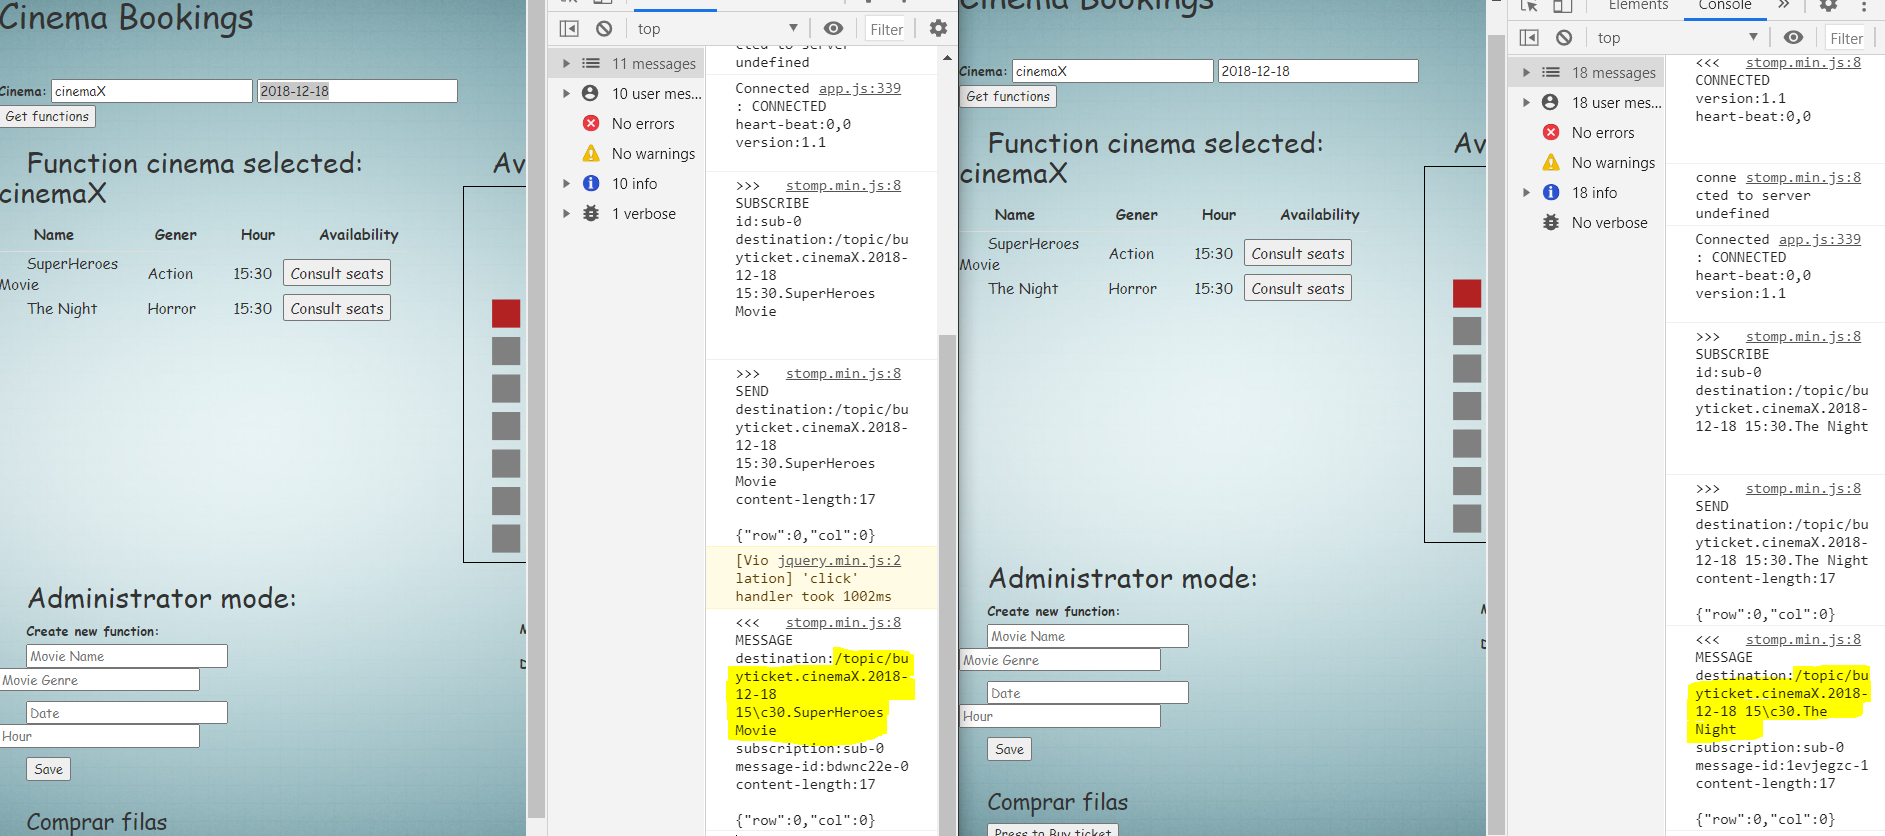 Cinema Bookings
Cinema: cinemaX 2018-12-18
Get functions
Function cinema selected:
cinemaX
Av
Name Gener Hour Availability
SuperHeroes
Movie Action 15:30 Consult seats
The Night Horror 15:30 Consult seats
Administrator mode:
Create new function:
Movie Name
Movie Genre
Date
Hour
Save
Comprar filas
top Filter
11 messages
10 user mes...
No errors
No warnings
10 info
1 verbose
cted to server
undefined
Connected app.js:339
: CONNECTED
heart-beat:0,0
version:1.1
>>> stomp.min.js:8
SUBSCRIBE
id:sub-0
destination:/topic/bu
yticket.cinemaX.2018-
12-18
15:30.SuperHeroes
Movie
>>> stomp.min.js:8
SEND
destination:/topic/bu
yticket.cinemaX.2018-
12-18
15:30.SuperHeroes
Movie
content-length:17
{"row":0,"col":0}
[Vio jquery.min.js:2
lation] 'click'
handler took 1002ms
<<< stomp.min.js:8
MESSAGE
destination:/topic/bu
yticket.cinemaX.2018-
12-18
15\c30.SuperHeroes
Movie
subscription:sub-0
message-id:bdwnc22e-0
content-length:17
{"row":0,"col":0}
Cinema Bookings
Cinema: cinemaX 2018-12-18
Get functions
Function cinema selected:
cinemaX
Av
Name Gener Hour Availability
SuperHeroes
Movie Action 15:30 Consult seats
The Night Horror 15:30 Consult seats
Administrator mode:
Create new function:
Movie Name
Movie Genre
Date
Hour
Save
Comprar filas
Press to Buy ticket
Elements Console »
top Filter
18 messages
18 user mes...
No errors
No warnings
18 info
No verbose
<<< stomp.min.js:8
CONNECTED
version:1.1
heart-beat:0,0
conne stomp.min.js:8
cted to server
undefined
Connected app.js:339
: CONNECTED
heart-beat:0,0
version:1.1
>>> stomp.min.js:8
SUBSCRIBE
id:sub-0
destination:/topic/bu
yticket.cinemaX.2018-
12-18 15:30.The Night
>>> stomp.min.js:8
SEND
destination:/topic/bu
yticket.cinemaX.2018-
12-18 15:30.The Night
content-length:17
{"row":0,"col":0}
<<< stomp.min.js:8
MESSAGE
destination:/topic/bu
yticket.cinemaX.2018-
12-18 15\c30.The
Night
subscription:sub-0
message-id:1evjegzc-1
content-length:17
{"row":0,"col":0}